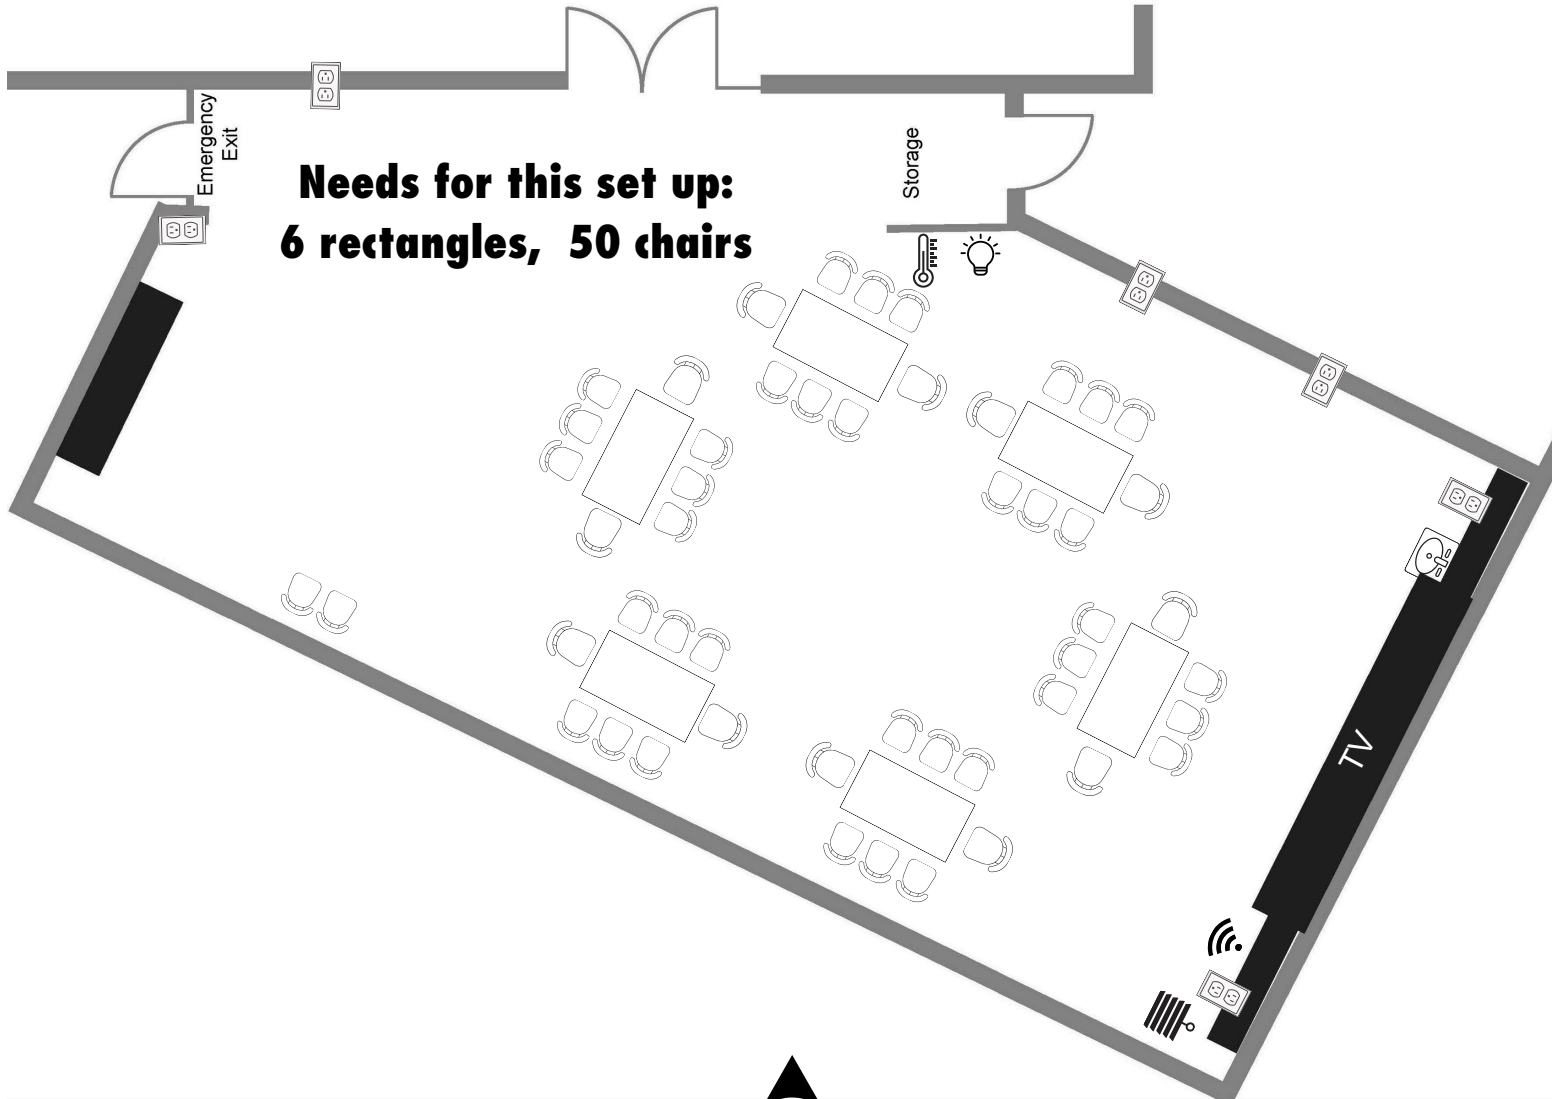 Emergency
Exit
Storage
Needs for this set up:
6 rectangles,  50 chairs
TV